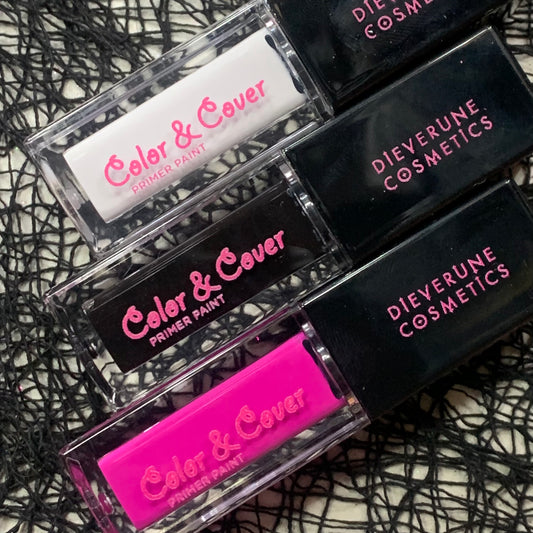 DIEVERUNE
COSMETICS
Color & Cover
PRIMER PAINT
DIEVERUNE
COSMETICS
Color & Cover
PRIMER PAINT
DIEVERUNE
COSMETICS
Color & Cover
PRIMER PAINT